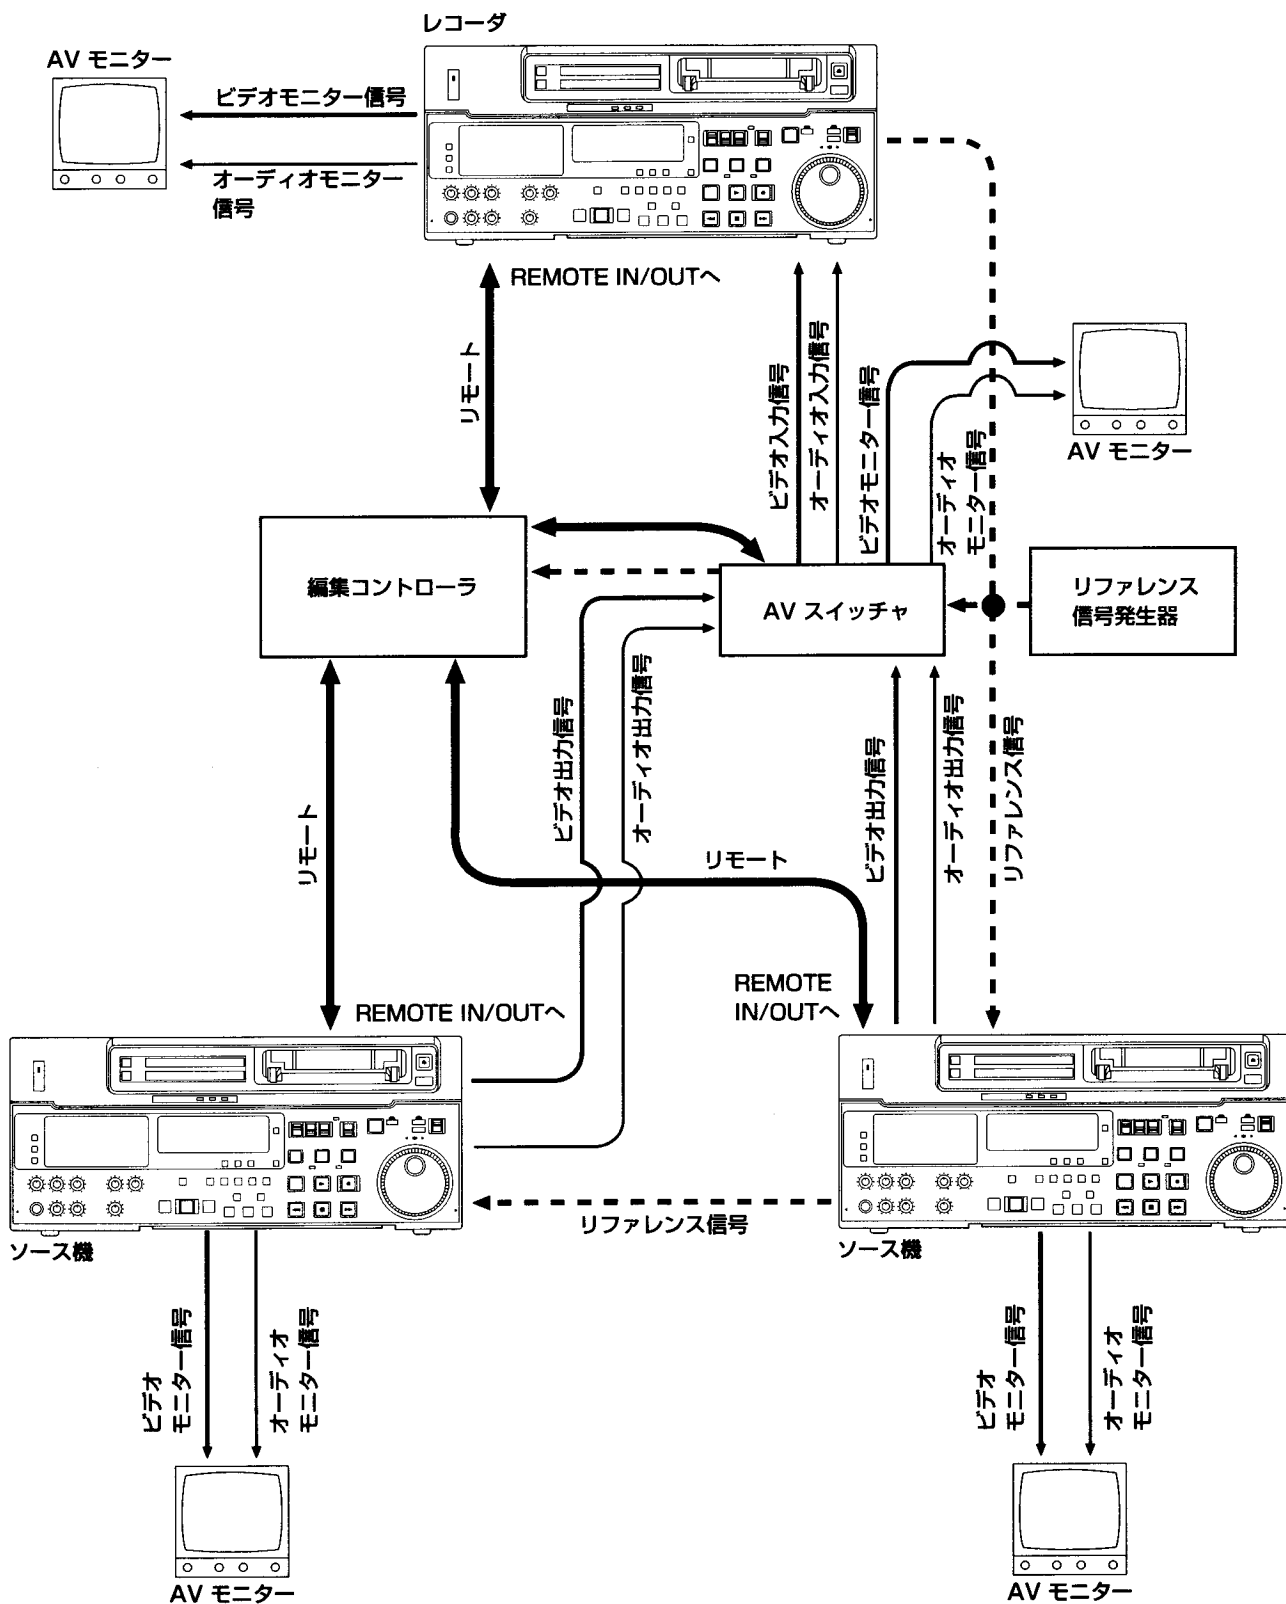 レコーダ
AV モニター
ビデオモニター信号
オーディオモニター
信号
REMOTE IN/OUTへ
リモート
ビデオ入力信号
オーディオ入力信号
ビデオモニター信号
オーディオ
モニター信号
AV モニター
編集コントローラ
AV スイッチャ
リファレンス
信号発生器
リモート
ビデオ出力信号
オーディオ出力信号
リモート
ビデオ出力信号
オーディオ出力信号
リファレンス信号
REMOTE IN/OUTへ
REMOTE
IN/OUTへ
リファレンス信号
ソース機
ソース機
ビデオ
モニター信号
オーディオ
モニター信号
ビデオ
モニター信号
オーディオ
モニター信号
AV モニター
AV モニター